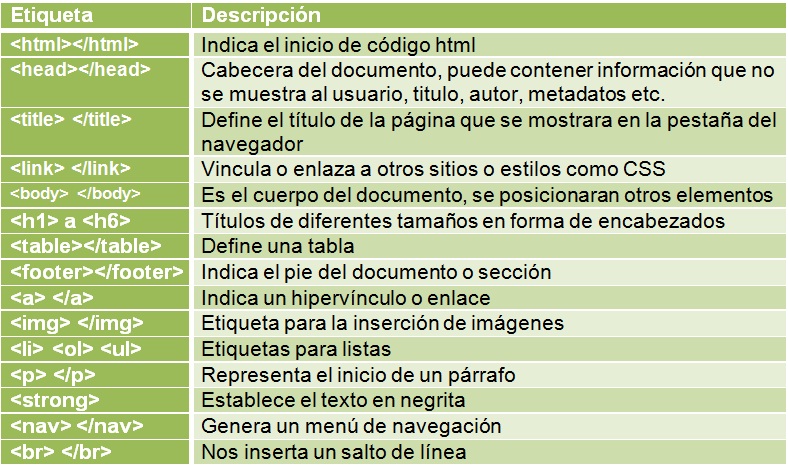 Etiqueta Descripción
<html></html> Indica el inicio de código html
<head></head> Cabecera del documento, puede contener información que no
se muestra al usuario, titulo, autor, metadatos etc.
<title> </title> Define el título de la página que se mostrara en la pestaña del
navegador
<link> </link> Vincula o enlaza a otros sitios o estilos como CSS
<body> </body> Es el cuerpo del documento, se posicionaran otros elementos
<h1> a <h6> Títulos de diferentes tamaños en forma de encabezados
<table></table> Define una tabla
<footer></footer> Indica el pie del documento o sección
<a> </a> Indica un hipervínculo o enlace
<img> </img> Etiqueta para la inserción de imágenes
<li> <ol> <ul> Etiquetas para listas
<p> </p> Representa el inicio de un párrafo
<strong> Establece el texto en negrita
<nav> </nav> Genera un menú de navegación
<br> </br> Nos inserta un salto de línea